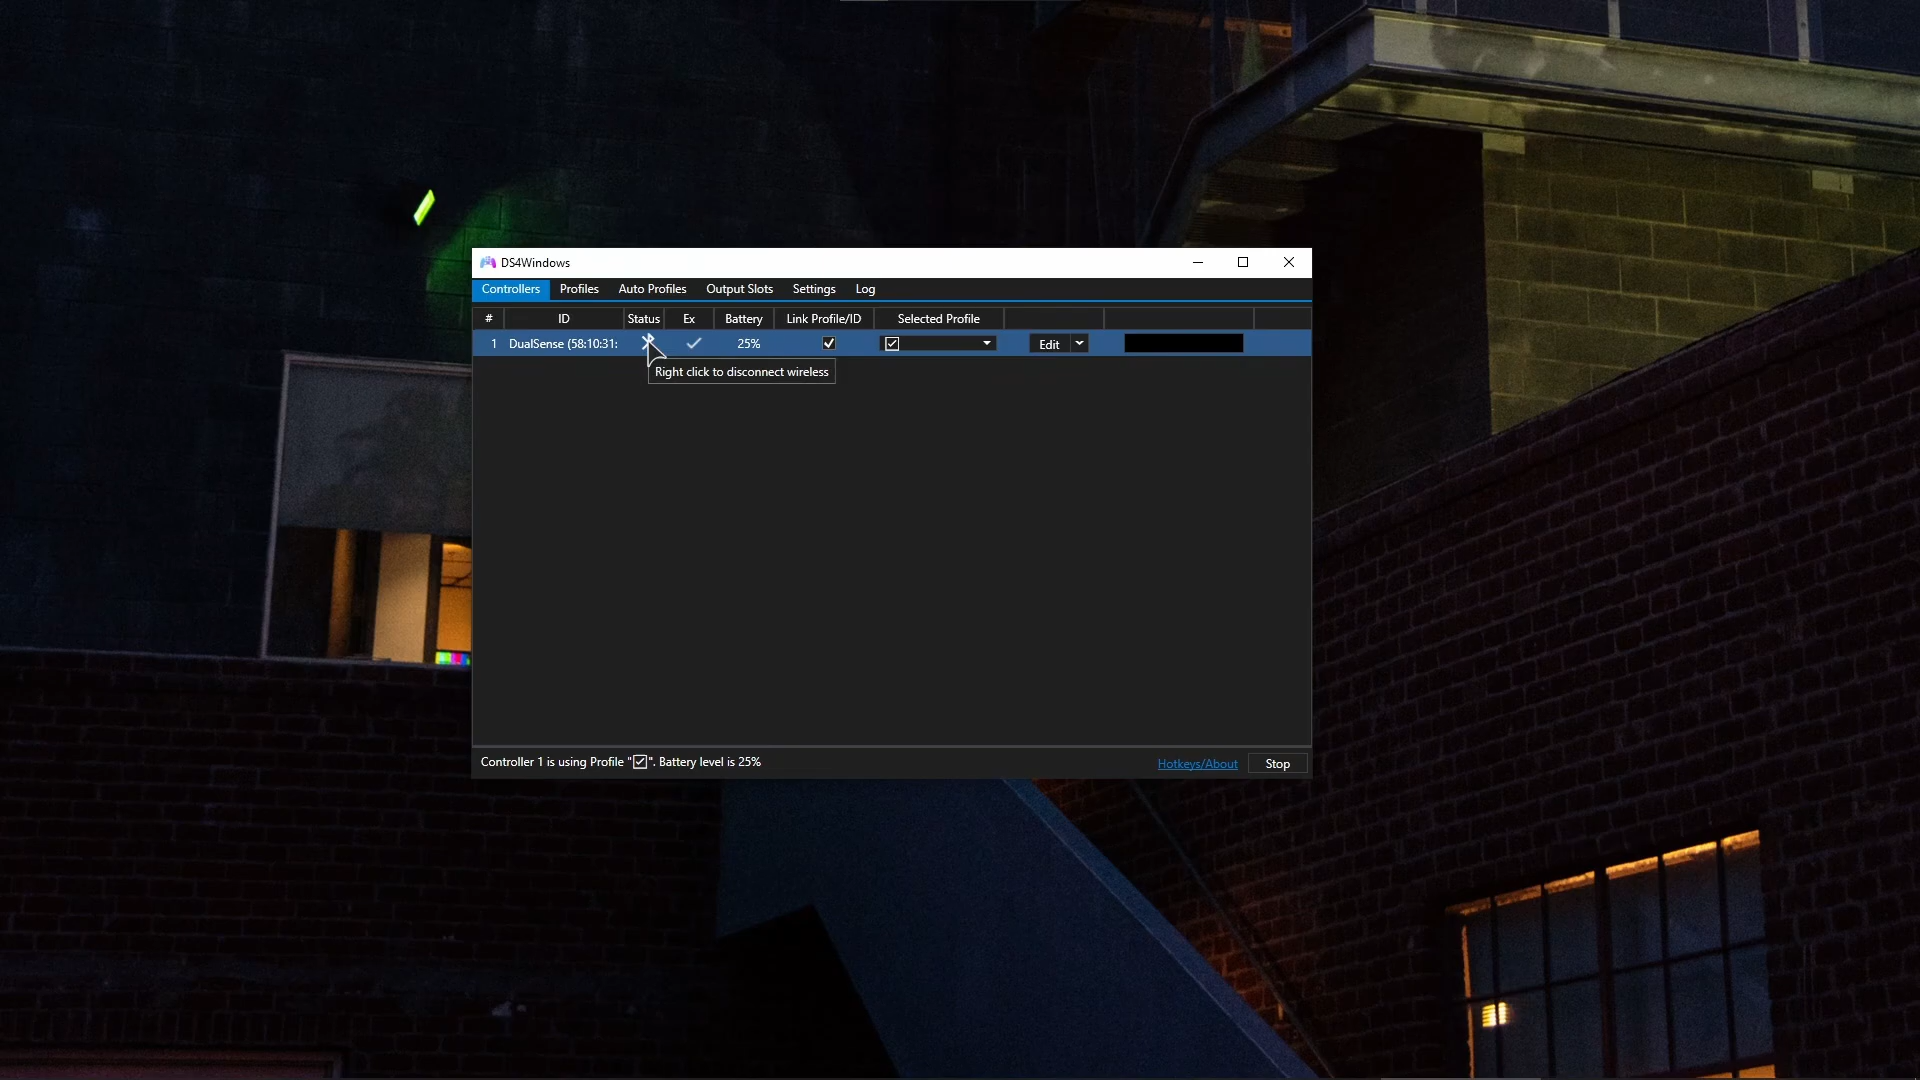 DS4Windows
Controllers Profiles Auto Profiles Output Slots Settings Log
# ID Status Ex Battery Link Profile/ID Selected Profile
1 DualSense (58:10:31: 25% ☑ Edit
Right click to disconnect wireless
Controller 1 is using Profile "☑". Battery level is 25%
Hotkeys/About Stop